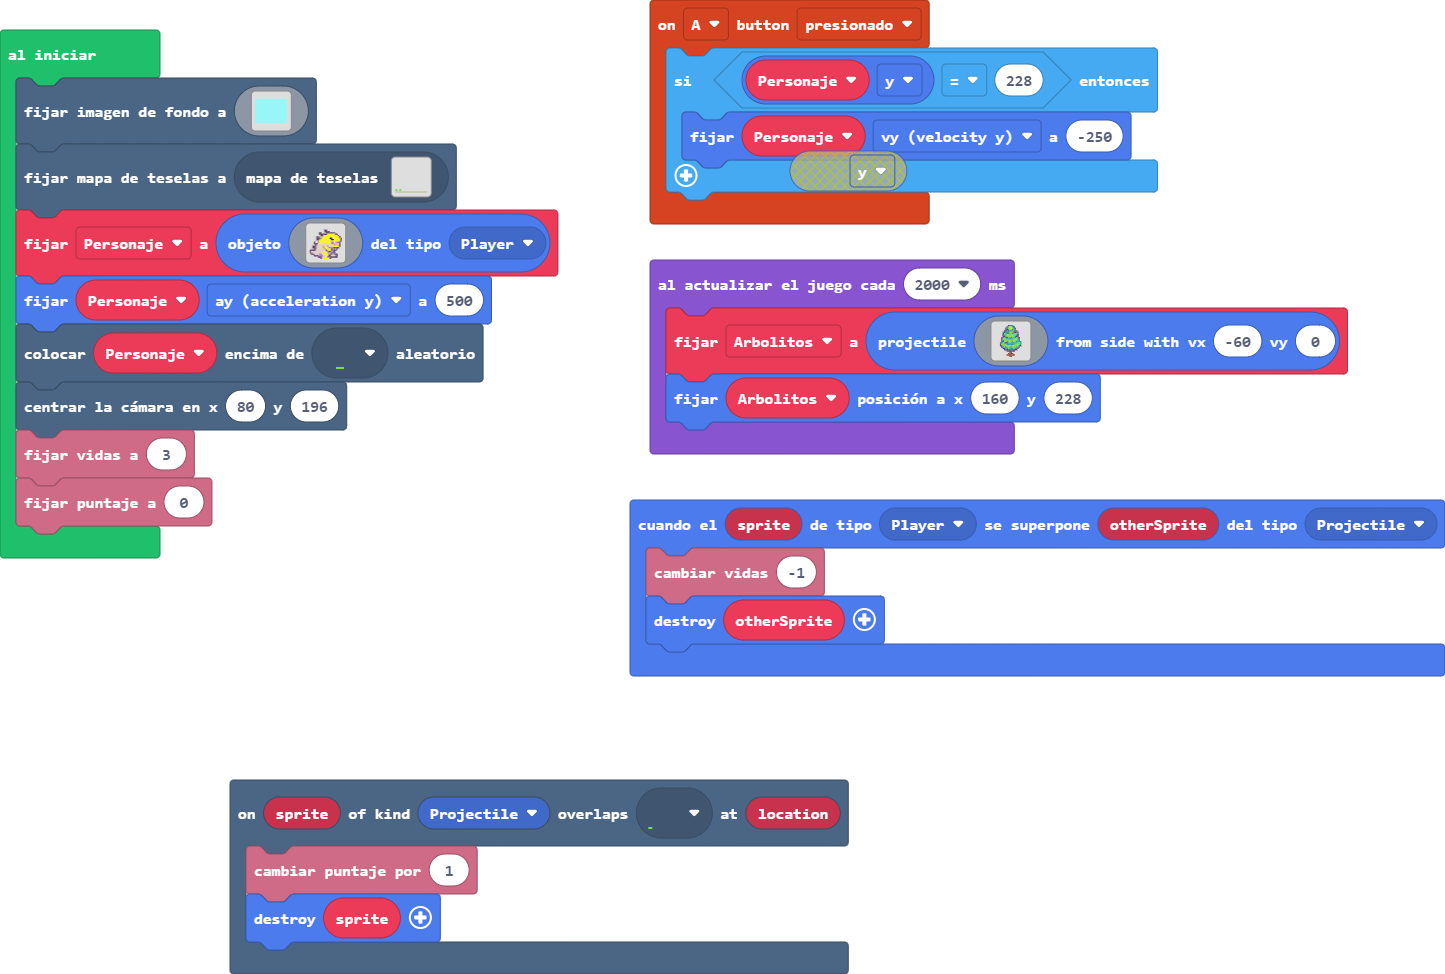 al iniciar
fijar imagen de fondo a
fijar mapa de teselas a mapa de teselas
fijar Personaje a objeto del tipo Player
fijar Personaje ay (acceleration y) a 500
colocar Personaje encima de aleatorio
centrar la cámara en x 80 y 196
fijar vidas a 3
fijar puntaje a 0
on A button presionado
si Personaje y = 228 entonces
fijar Personaje vy (velocity y) a -250
y
al actualizar el juego cada 2000 ms
fijar Arbolitos a projectile from side with vx -60 vy 0
fijar Arbolitos posición a x 160 y 228
cuando el sprite de tipo Player se superpone otherSprite del tipo Projectile
cambiar vidas -1
destroy otherSprite
on sprite of kind Projectile overlaps at location
cambiar puntaje por 1
destroy sprite